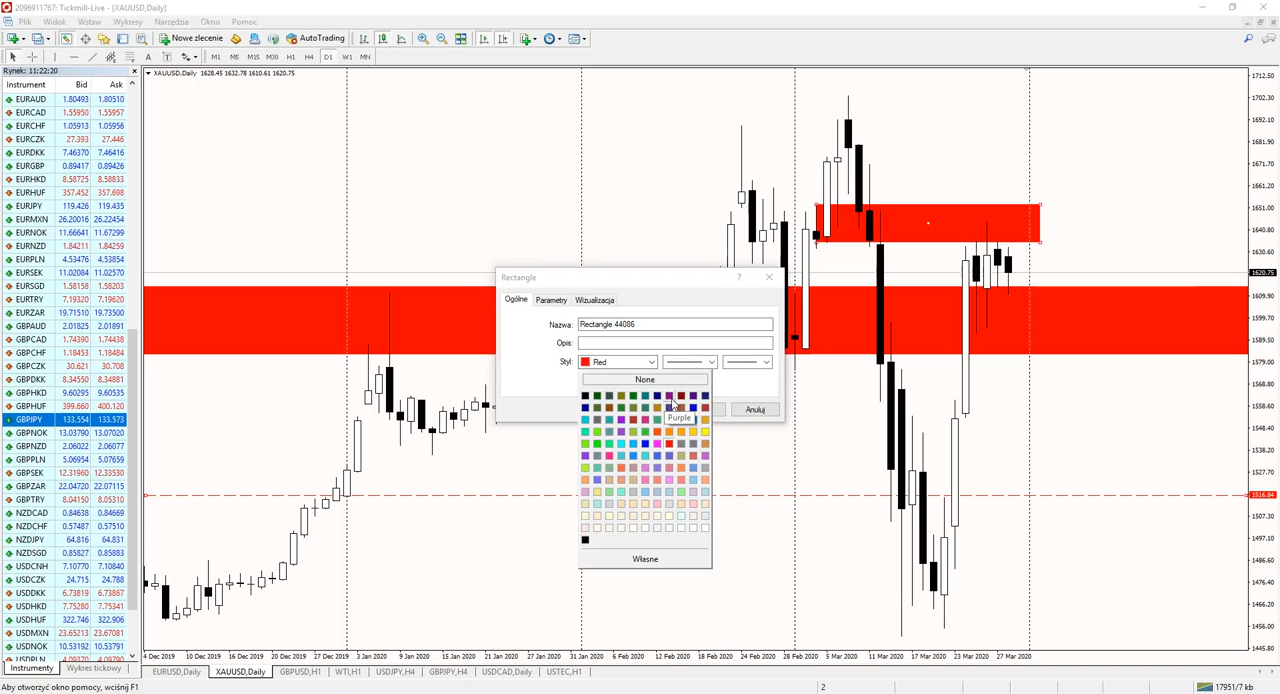 2096911767: Tickmill-Live - [XAUUSD,Daily]
Plik Widok Wstaw Wykresy Narzędzia Okno Pomoc
Nowe zlecenie AutoTrading
A T M1 M5 M15 M30 H1 H4 D1 W1 MN
Rynek: 11:22:20
Instrument Bid Ask
EURAUD 1.80493 1.80510
EURCAD 1.55950 1.55957
EURCHF 1.05913 1.05906
EURCZK 27.393 27.446
EURDKK 7.46370 7.46416
EURGBP 0.89417 0.89426
EURHKD 8.58725 8.58833
EURHUF 357.452 357.698
EURJPY 119.426 119.435
EURMXN 26.20016 26.22454
EURNOK 11.66641 11.67299
EURNZD 1.84211 1.84259
EURPLN 4.53476 4.53854
EURSEK 11.02084 11.02570
EURSGD 1.58158 1.58203
EURTRY 7.19320 7.19620
EURZAR 19.71510 19.73500
GBPAUD 2.01825 2.01891
GBPCAD 1.74390 1.74438
GBPCHF 1.18453 1.18484
GBPCZK 30.621 30.708
GBPDKK 8.34550 8.34881
GBPHKD 9.60295 9.60535
GBPHUF 399.660 400.120
GBPJPY 133.554 133.573
GBPNOK 13.03790 13.07020
GBPNZD 2.06022 2.06077
GBPPLN 5.06954 5.07659
GBPSEK 12.31960 12.33530
GBPZAR 22.04720 22.07115
GBPTRY 8.04150 8.05310
NZDCAD 0.84638 0.84669
NZDCHF 0.57487 0.57510
NZDJPY 64.816 64.831
NZDSGD 0.85827 0.85883
USDCNH 7.10770 7.10840
USDCZK 24.715 24.788
USDDKK 6.73819 6.73867
USDHKD 7.75280 7.75341
USDHUF 322.746 322.906
USDMXN 23.65213 23.67081
USDNOK 10.53192 10.53791
USDPLN 4.09370 4.09790
Instrumenty Wykres tickowy
XAUUSD,Daily 1628.45 1632.78 1610.61 1620.75
1712.50
1702.30
1692.10
1681.90
1671.40
1661.20
1651.00
1640.80
1630.60
1620.75
1609.90
1599.70
1589.50
1579.00
1568.80
1558.60
1548.40
1538.20
1527.70
1516.84
1507.30
1497.10
1486.60
1476.40
1466.20
1456.00
1445.80
Rectangle
Ogólne Parametry Wizualizacja
Nazwa: Rectangle 44086
Opis:
Styl: Red
None
Anuluj
Purple
Własne
4 Dec 2019 10 Dec 2019 19 Dec 2019 27 Dec 2019 3 Jan 2020 9 Jan 2020 15 Jan 2020 21 Jan 2020 27 Jan 2020 31 Jan 2020 6 Feb 2020 12 Feb 2020 18 Feb 2020 24 Feb 2020 28 Feb 2020 5 Mar 2020 11 Mar 2020 17 Mar 2020 23 Mar 2020 27 Mar 2020
EURUSD,Daily XAUUSD,Daily GBPUSD,H1 WTI,H1 USDJPY,H4 GBPJPY,H4 USDCAD,Daily USTEC,H1
Aby otworzyć okno pomocy, wciśnij F1 2 17951/7 kb